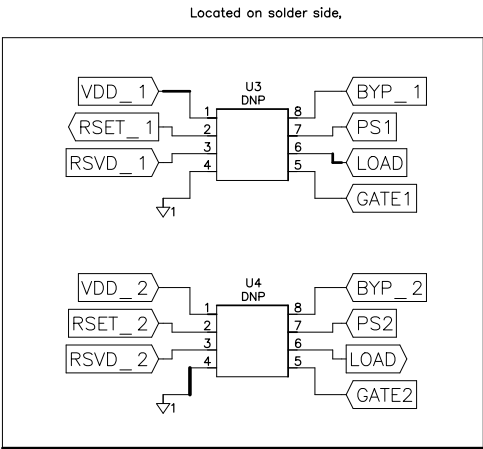 Located on solder side,
U3
DNP
VDD_1
1
8
BYP_1
RSET_1
2
7
PS1
RSVD_1
3
6
LOAD
4
5
GATE1
1
U4
DNP
VDD_2
1
8
BYP_2
RSET_2
2
7
PS2
RSVD_2
3
6
LOAD
4
5
GATE2
1